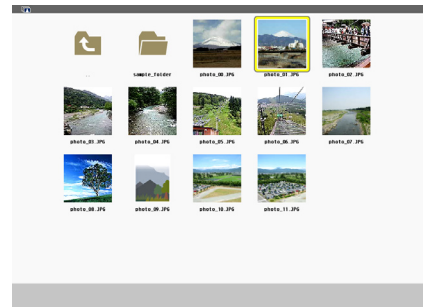 ..
sample_folder
photo_00.JPG
photo_01.JPG
photo_02.JPG
photo_03.JPG
photo_04.JPG
photo_05.JPG
photo_06.JPG
photo_07.JPG
photo_08.JPG
photo_09.JPG
photo_10.JPG
photo_11.JPG